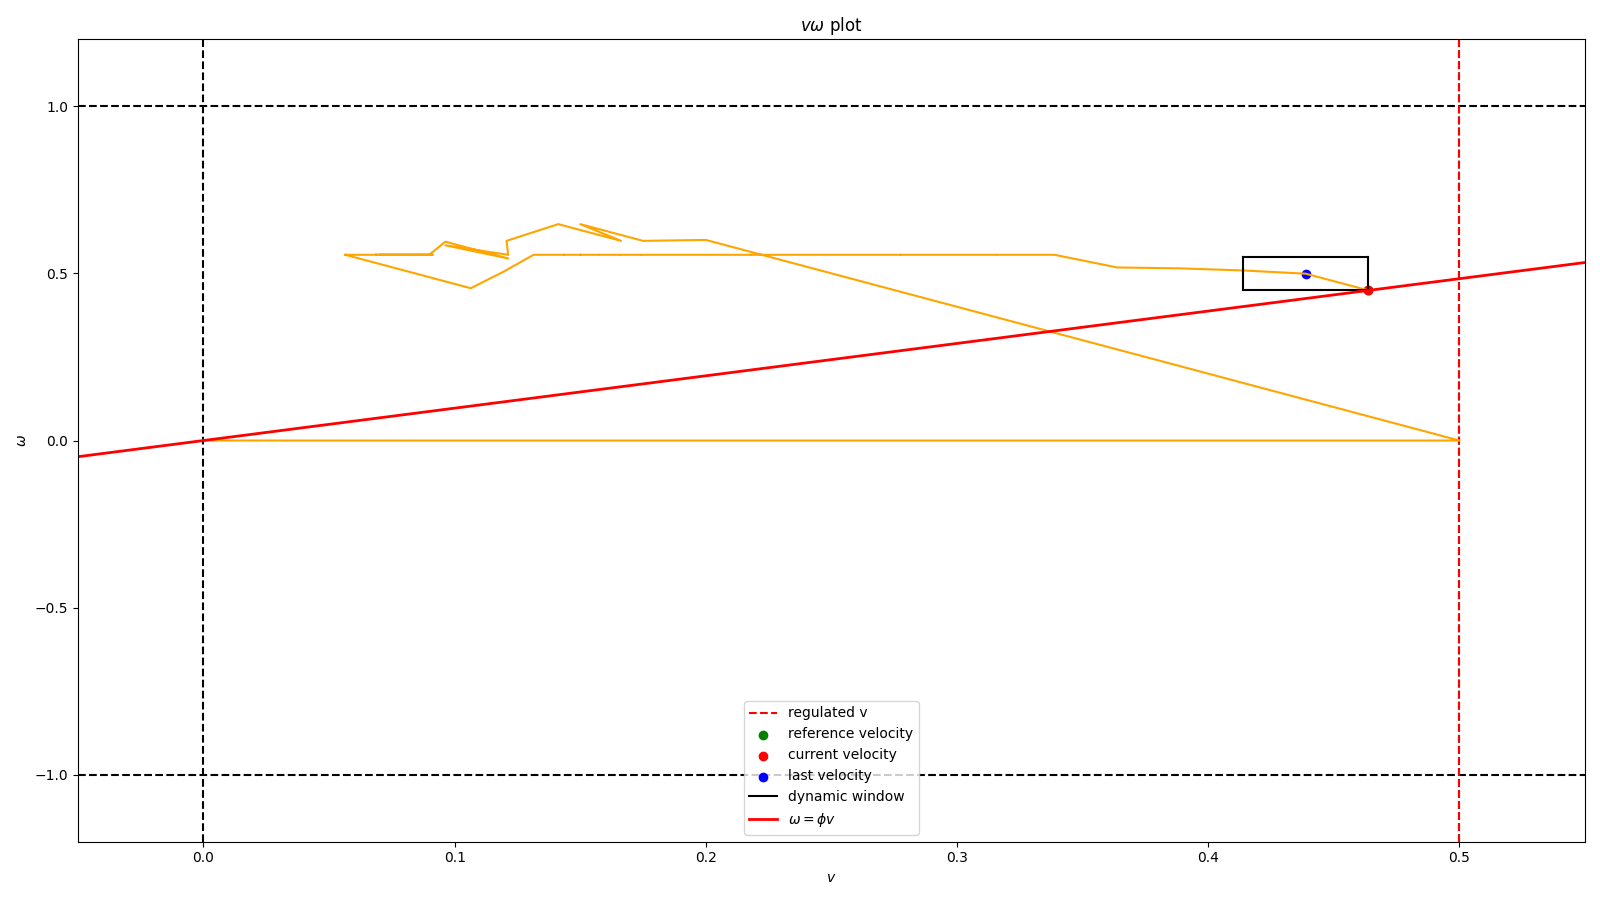 vω plot
1.0
0.5
0.0
−0.5
−1.0
ω
0.0
0.1
0.2
0.3
0.4
0.5
v
regulated v
reference velocity
current velocity
last velocity
dynamic window
ω = ϕv